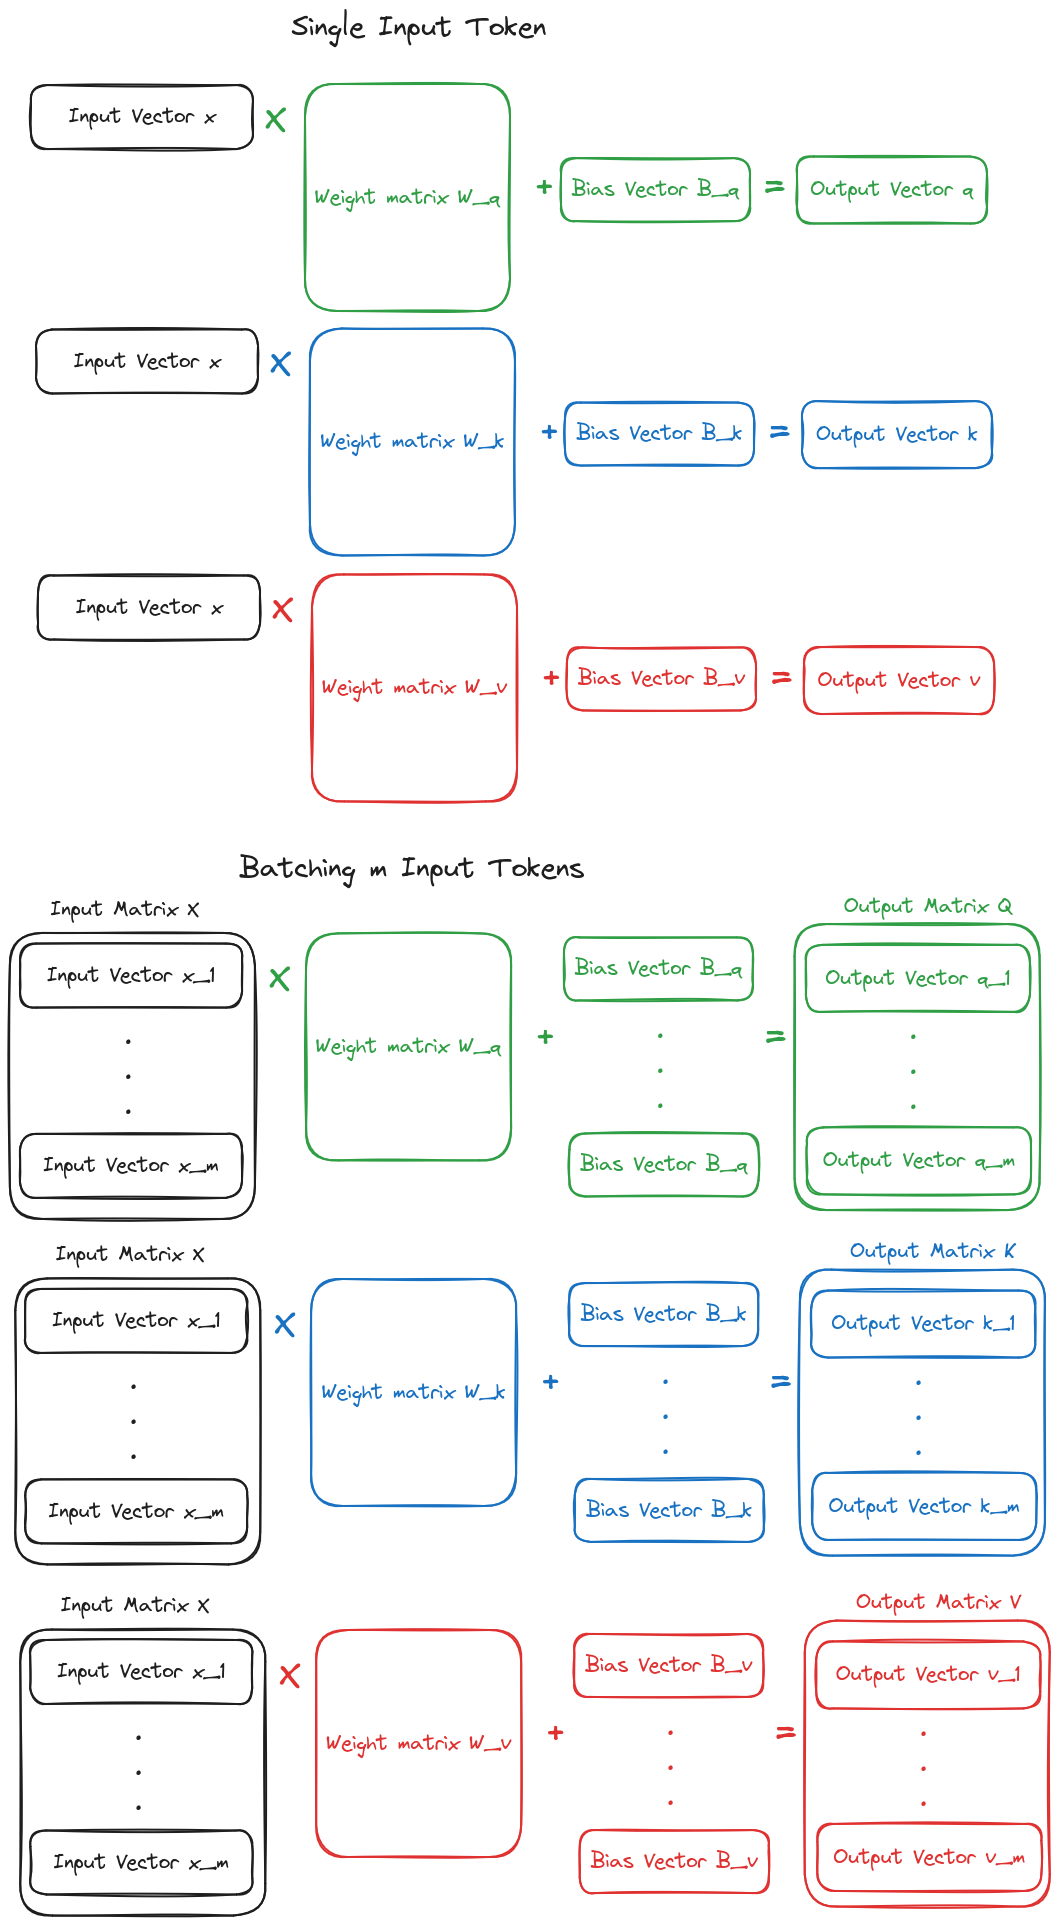 Single Input Token
Input Vector x
×
Weight matrix W_q
+
Bias Vector B_q
=
Output Vector q
Input Vector x
×
Weight matrix W_k
+
Bias Vector B_k
=
Output Vector k
Input Vector x
×
Weight matrix W_v
+
Bias Vector B_v
=
Output Vector v
Batching m Input Tokens
Input Matrix X
Input Vector x_1
.
.
.
Input Vector x_m
×
Weight matrix W_q
+
Bias Vector B_q
.
.
.
Bias Vector B_q
=
Output Matrix Q
Output Vector q_1
.
.
.
Output Vector q_m
Input Matrix X
Input Vector x_1
.
.
.
Input Vector x_m
×
Weight matrix W_k
+
Bias Vector B_k
.
.
.
Bias Vector B_k
=
Output Matrix K
Output Vector k_1
.
.
.
Output Vector k_m
Input Matrix X
Input Vector x_1
.
.
.
Input Vector x_m
×
Weight matrix W_v
+
Bias Vector B_v
.
.
.
Bias Vector B_v
=
Output Matrix V
Output Vector v_1
.
.
.
Output Vector v_m